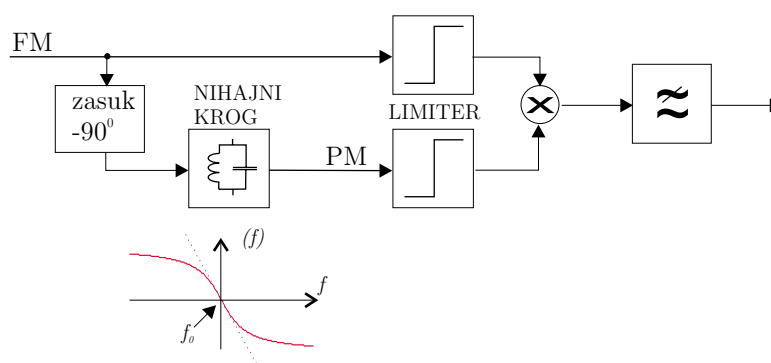 FM
zasuk
-90⁰
NIHAJNI
KROG
LIMITER
PM
(f)
f
f₀